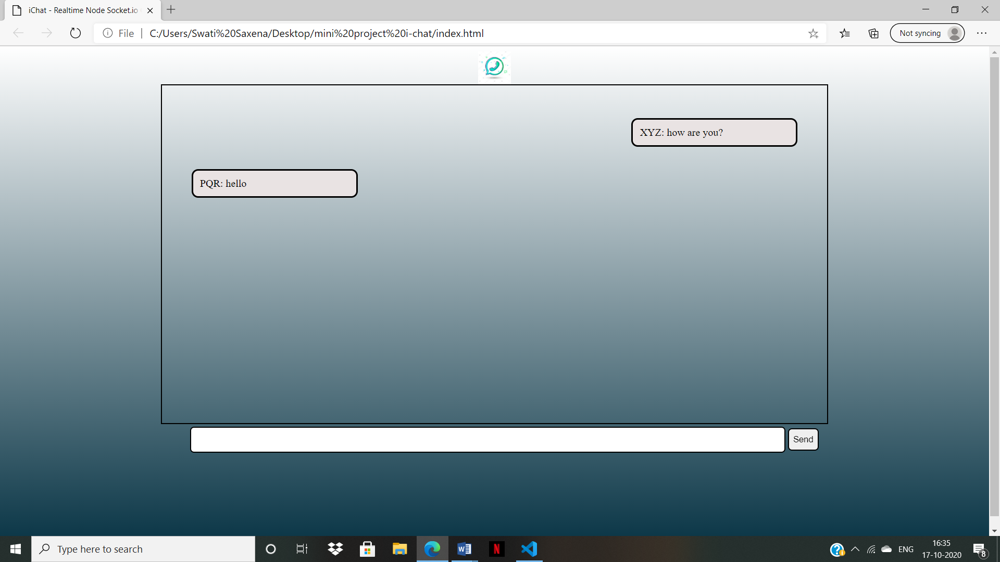 iChat - Realtime Node Socket.io
File
C:/Users/Swati%20Saxena/Desktop/mini%20project%20i-chat/index.html
Not syncing
XYZ: how are you?
PQR: hello
Send
Type here to search
W
N
ENG
16:35
17-10-2020
8